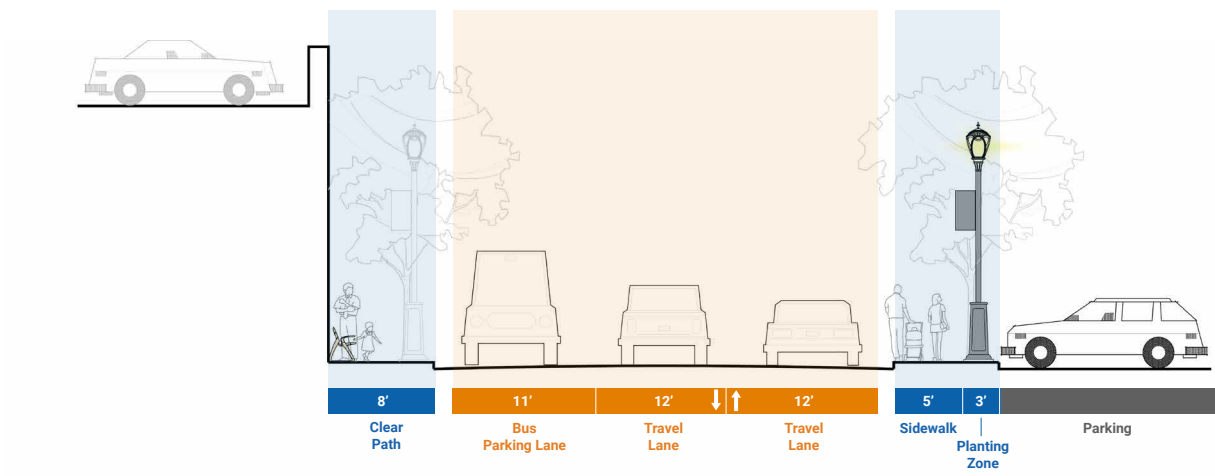 8’
11’
12’
12’
5’
3’
Clear
Path
Bus
Parking Lane
Travel
Lane
Travel
Lane
Sidewalk
Planting
Zone
Parking